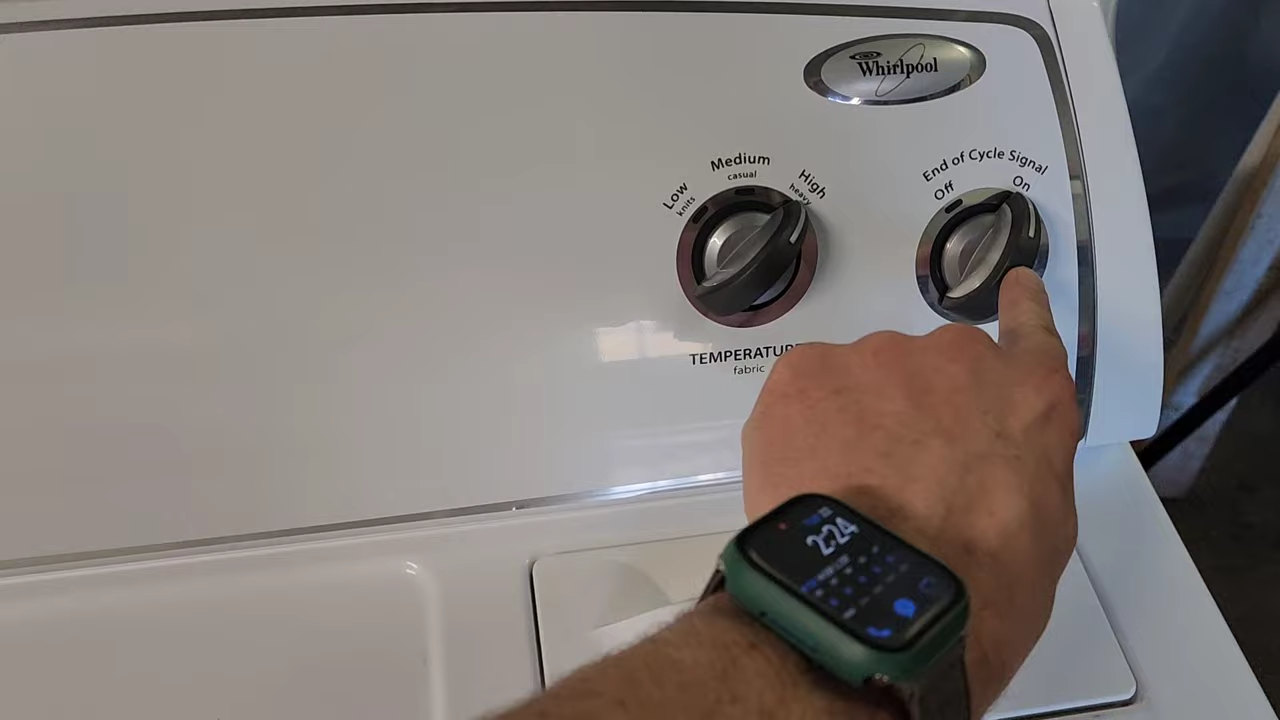 Whirlpool
Low
knits
Medium
casual
High
heavy
TEMPERATURE
fabric
End of Cycle Signal
Off
On
2:24